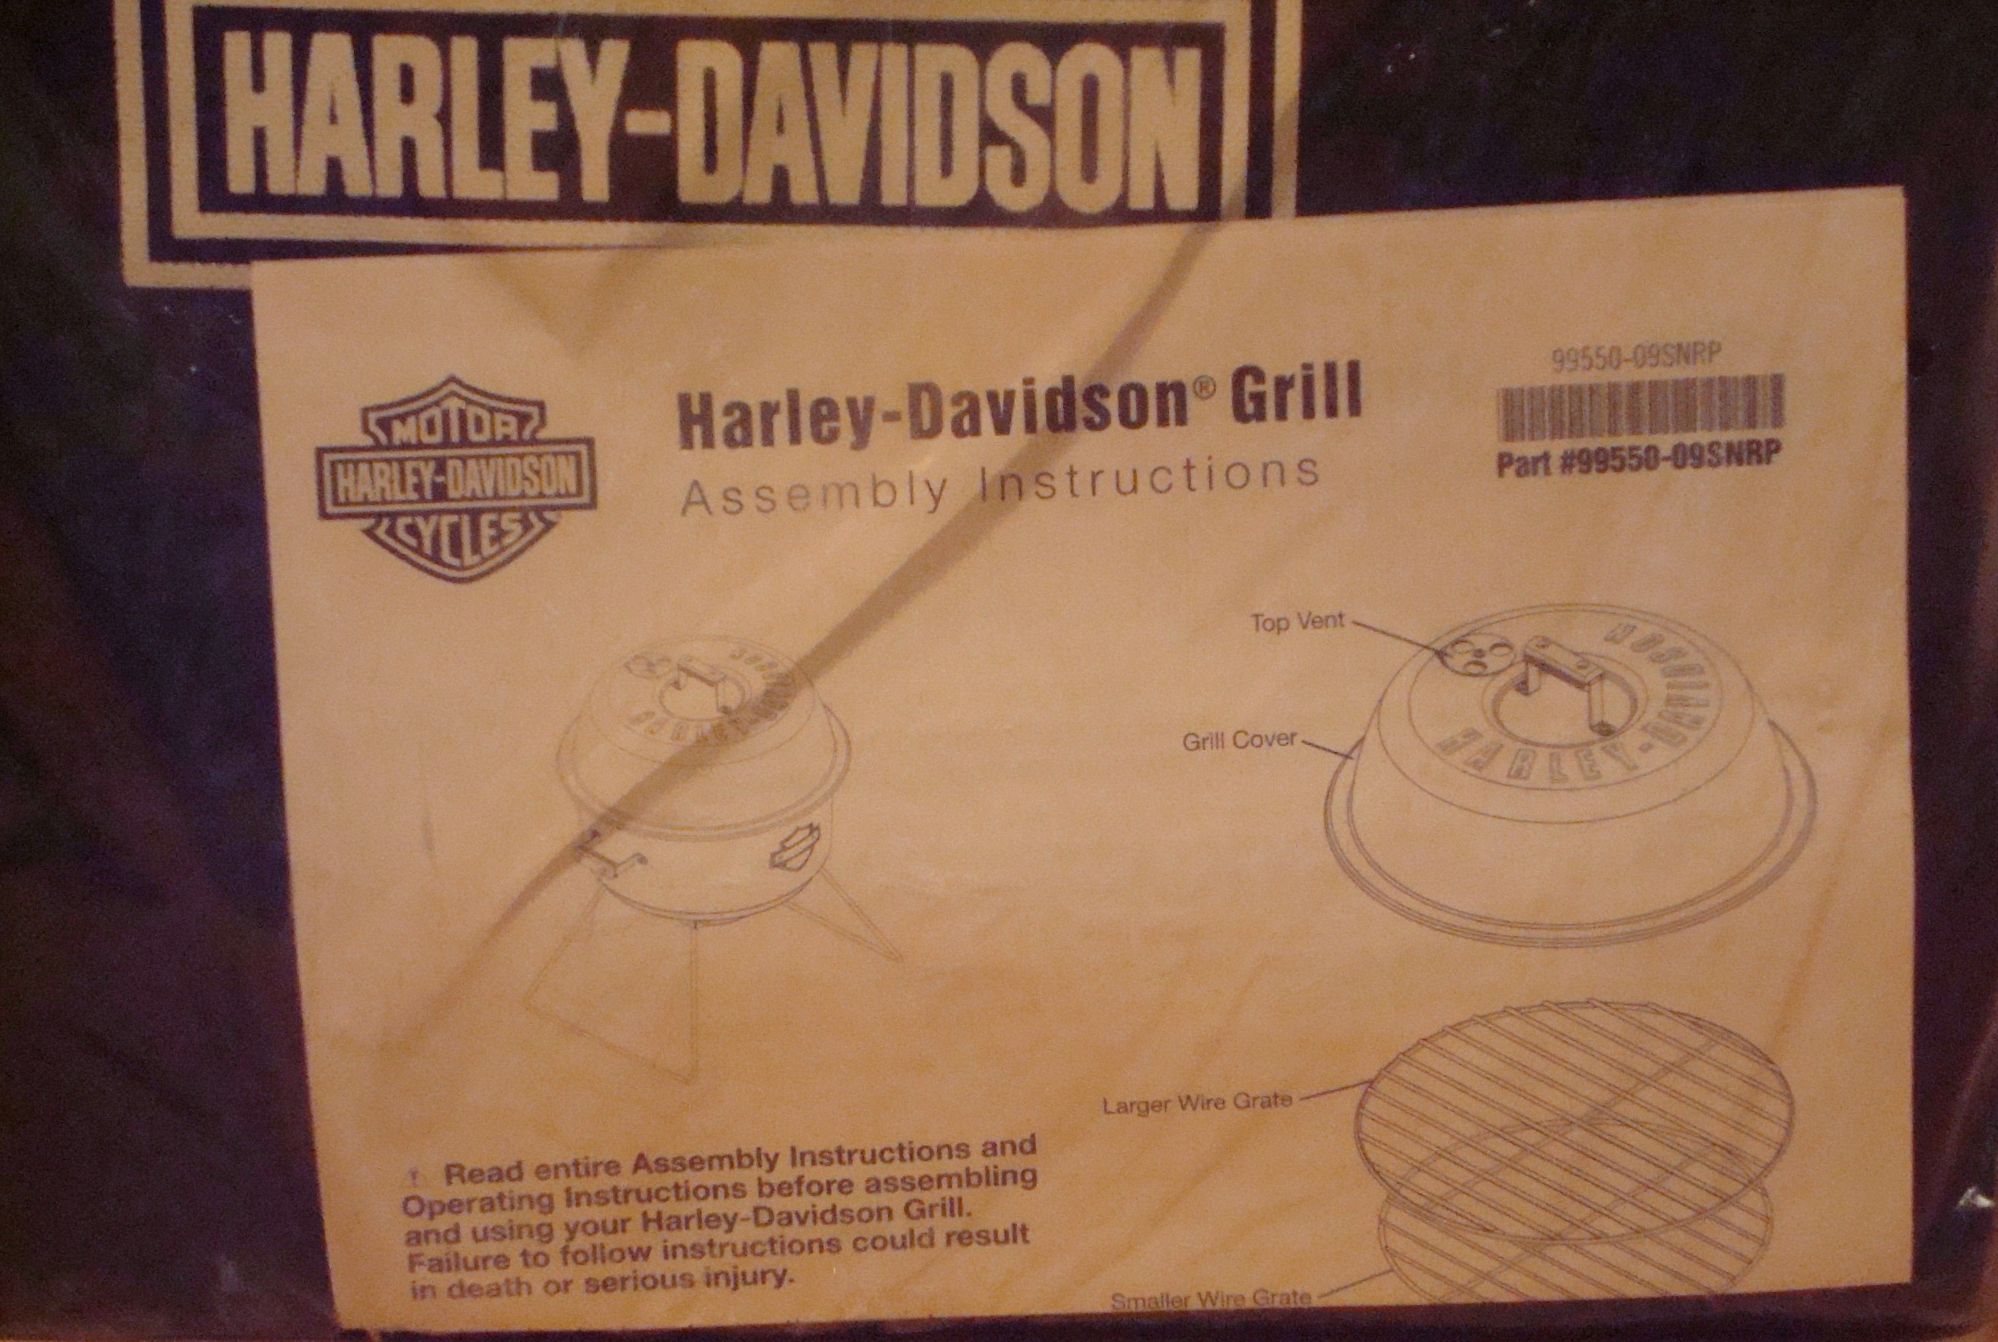 HARLEY-DAVIDSON
MOTOR
HARLEY-DAVIDSON
CYCLES
Harley-Davidson® Grill
Assembly Instructions
99550-09SNRP
Part #99550-09SNRP
Top Vent
HARLEY-DAVIDSON
Grill Cover
HARLEY-DAVIDSON
Larger Wire Grate
Read entire Assembly Instructions and
Operating Instructions before assembling
and using your Harley-Davidson Grill.
Failure to follow instructions could result
in death or serious injury.
Smaller Wire Grate